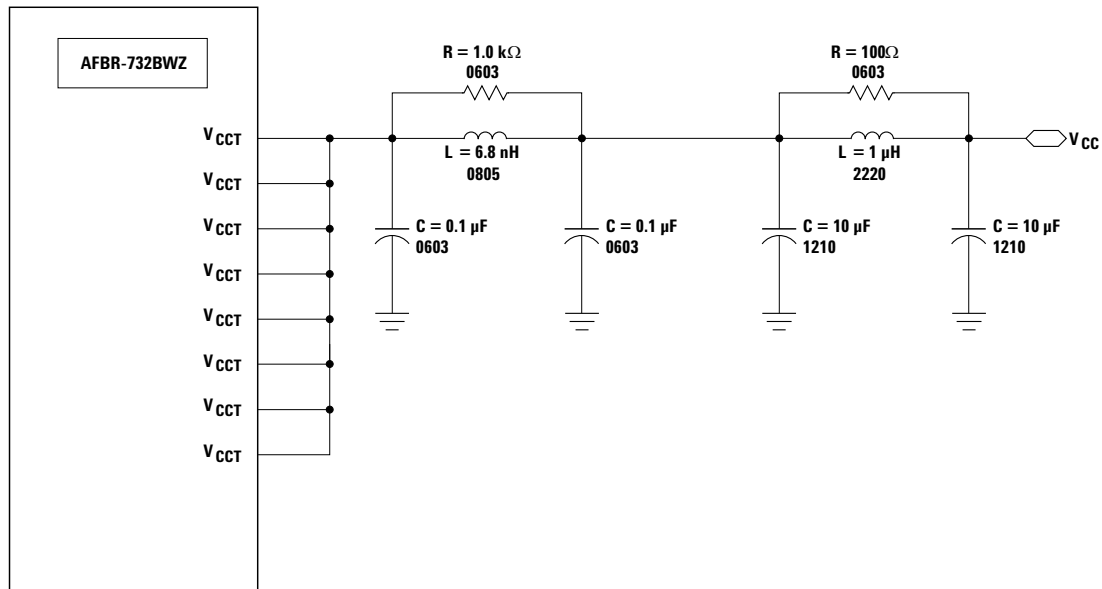 AFBR-732BWZ
R = 1.0 kΩ
0603
R = 100Ω
0603
VCCT
L = 6.8 nH
0805
L = 1 µH
2220
VCC
VCCT
VCCT
C = 0.1 µF
0603
C = 0.1 µF
0603
C = 10 µF
1210
C = 10 µF
1210
VCCT
VCCT
VCCT
VCCT
VCCT